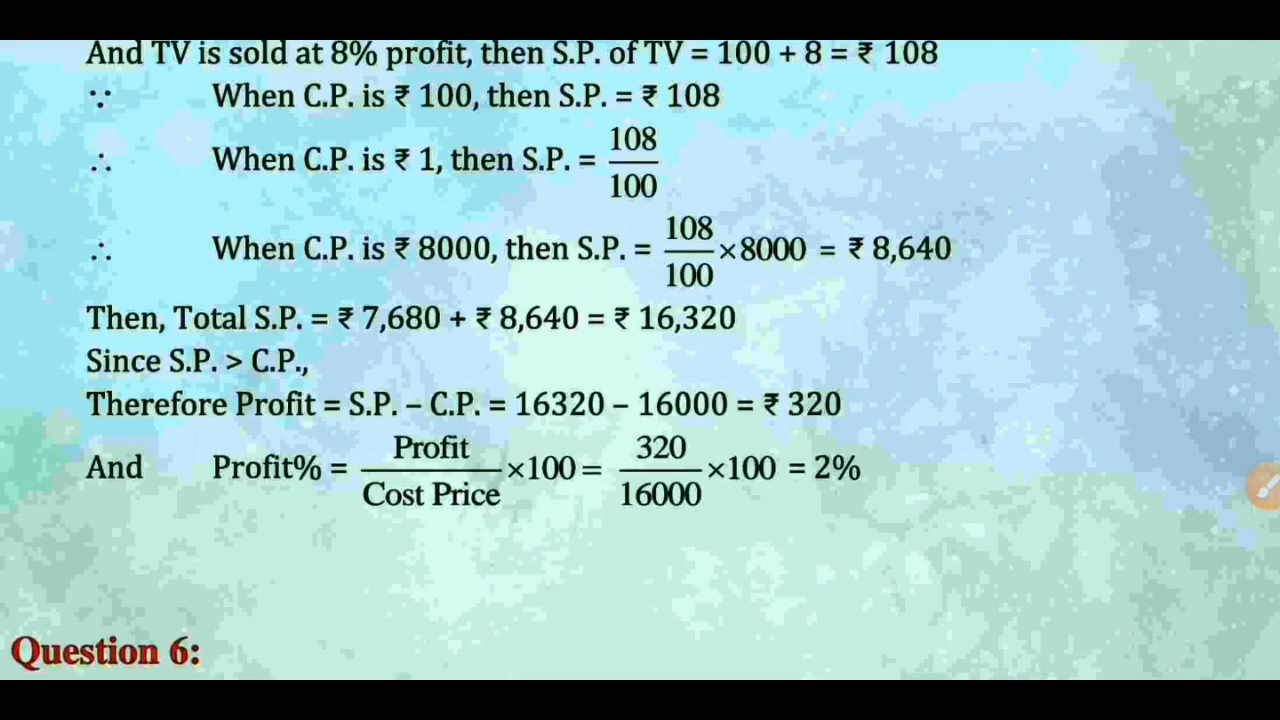 And TV is sold at 8% profit, then S.P. of TV = 100 + 8 = ₹ 108
∵ When C.P. is ₹ 100, then S.P. = ₹ 108
∴ When C.P. is ₹ 1, then S.P. = 108/100
∴ When C.P. is ₹ 8000, then S.P. = 108/100 ×8000 = ₹ 8,640
Then, Total S.P. = ₹ 7,680 + ₹ 8,640 = ₹ 16,320
Since S.P. > C.P.,
Therefore Profit = S.P. – C.P. = 16320 – 16000 = ₹ 320
And Profit% = Profit/Cost Price ×100 = 320/16000 ×100 = 2%
Question 6: